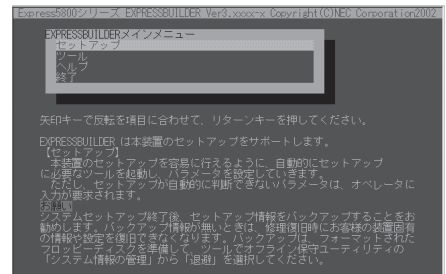 Express5800シリーズ EXPRESSBUILDER Ver3.xxxx-x Copyright(C)NEC Corporation2002
EXPRESSBUILDERメインメニュー
セットアップ
ツール
ヘルプ
終了
矢印キーで反転を項目に合わせて、リターンキーを押してください。
EXPRESSBUILDER は本装置のセットアップをサポートします。
【セットアップ】
本装置のセットアップを容易に行えるように、自動的にセットアップ
に必要なツールを起動し、パラメータを設定していきます。
ただし、セットアップが自動的に判断できないパラメータは、オペレータに
入力が要求されます。
お願い
システムセットアップ終了後、セットアップ情報をバックアップすることをお
勧めします。バックアップ情報が無いときは、修理復旧時にお客様の装置固有
の情報や設定を復旧できなくなります。バックアップは、フォーマットされた
フロッピーディスクを準備して、ツールでオフライン保守ユーティリティの
「システム情報の管理」から「退避」を選択してください。